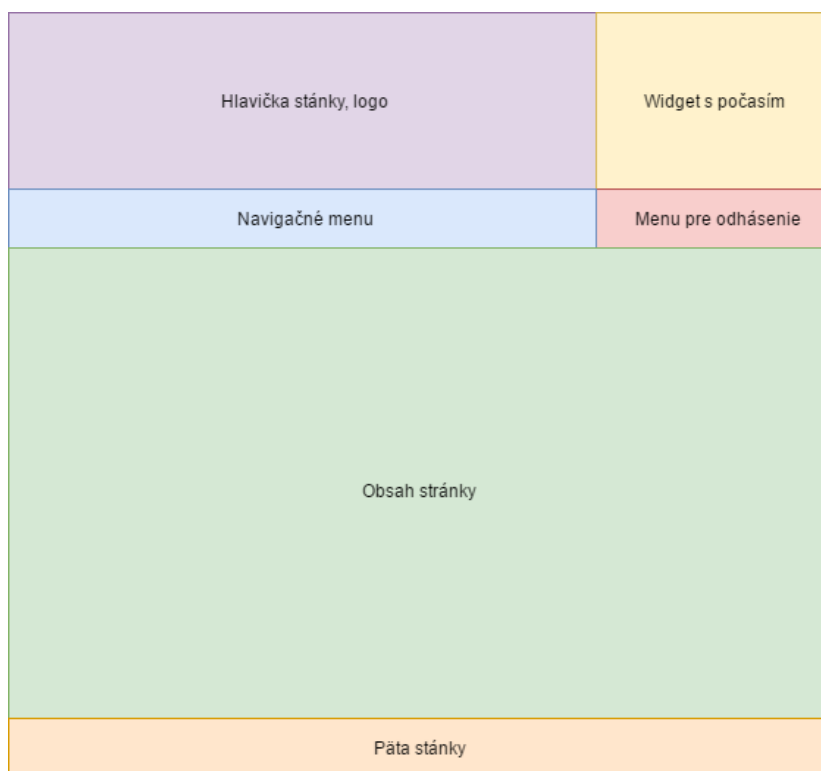 Hlavička stánky, logo
Widget s počasím
Navigačné menu
Menu pre odhásenie
Obsah stránky
Päta stánky